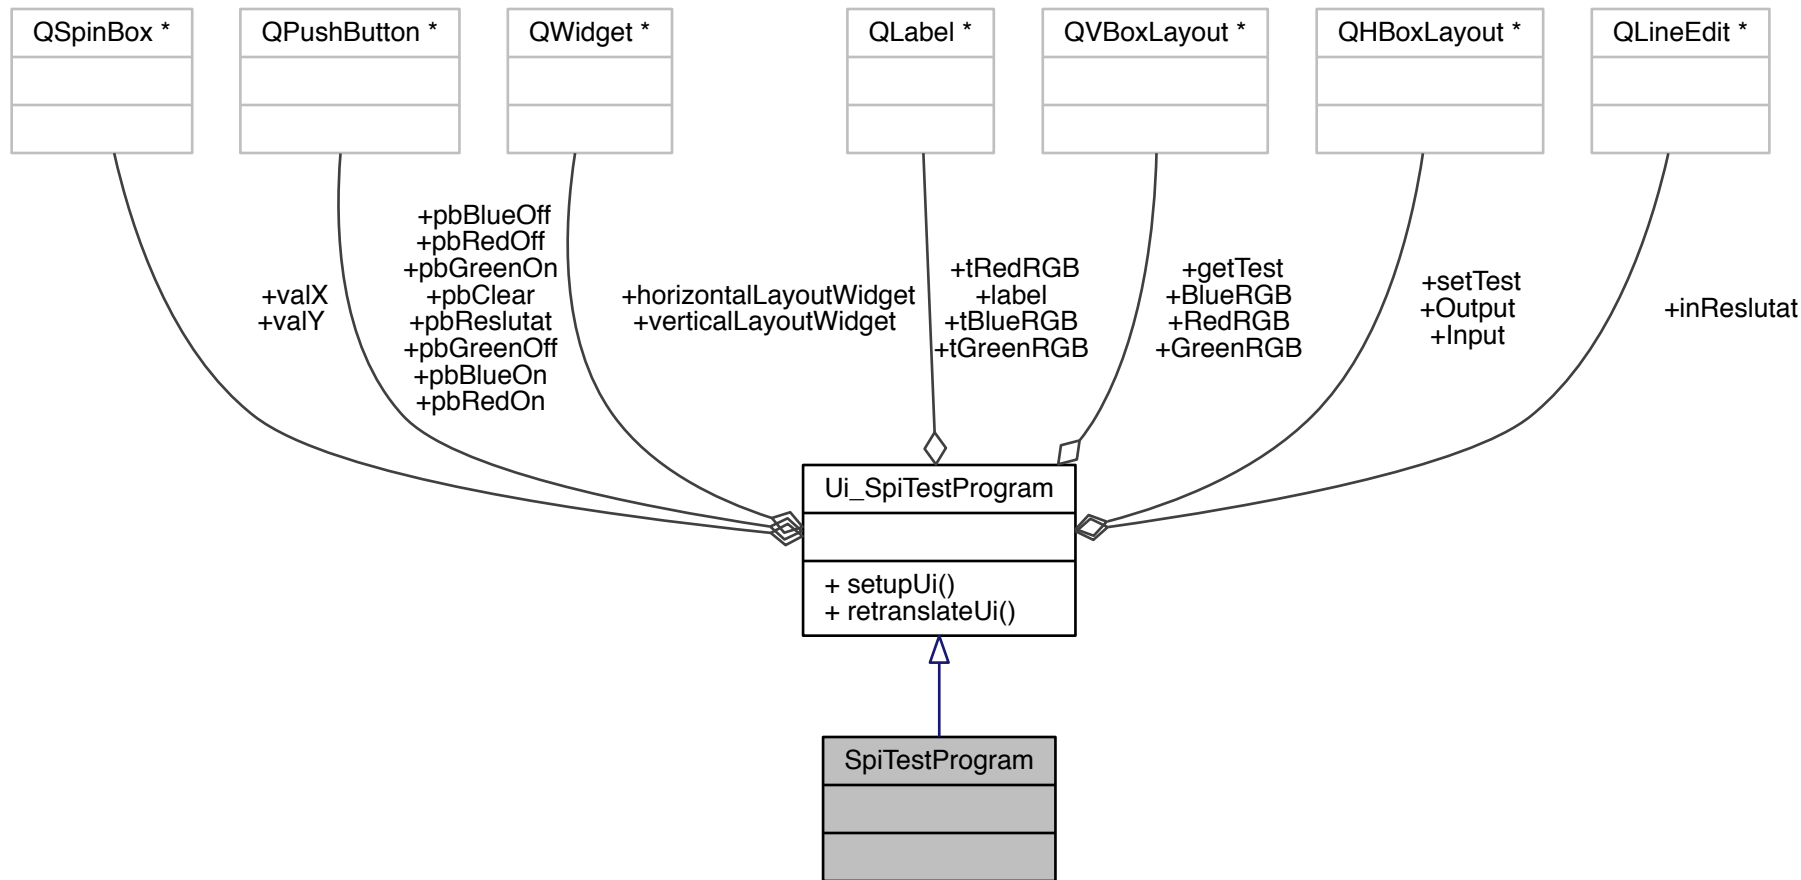 QSpinBox *
QPushButton *
QWidget *
QLabel *
QVBoxLayout *
QHBoxLayout *
QLineEdit *
+valX
+valY
+pbBlueOff
+pbRedOff
+pbGreenOn
+pbClear
+pbReslutat
+pbGreenOff
+pbBlueOn
+pbRedOn
+horizontalLayoutWidget
+verticalLayoutWidget
+tRedRGB
+label
+tBlueRGB
+tGreenRGB
+getTest
+BlueRGB
+RedRGB
+GreenRGB
+setTest
+Output
+Input
+inReslutat
Ui_SpiTestProgram
+ setupUi()
+ retranslateUi()
SpiTestProgram